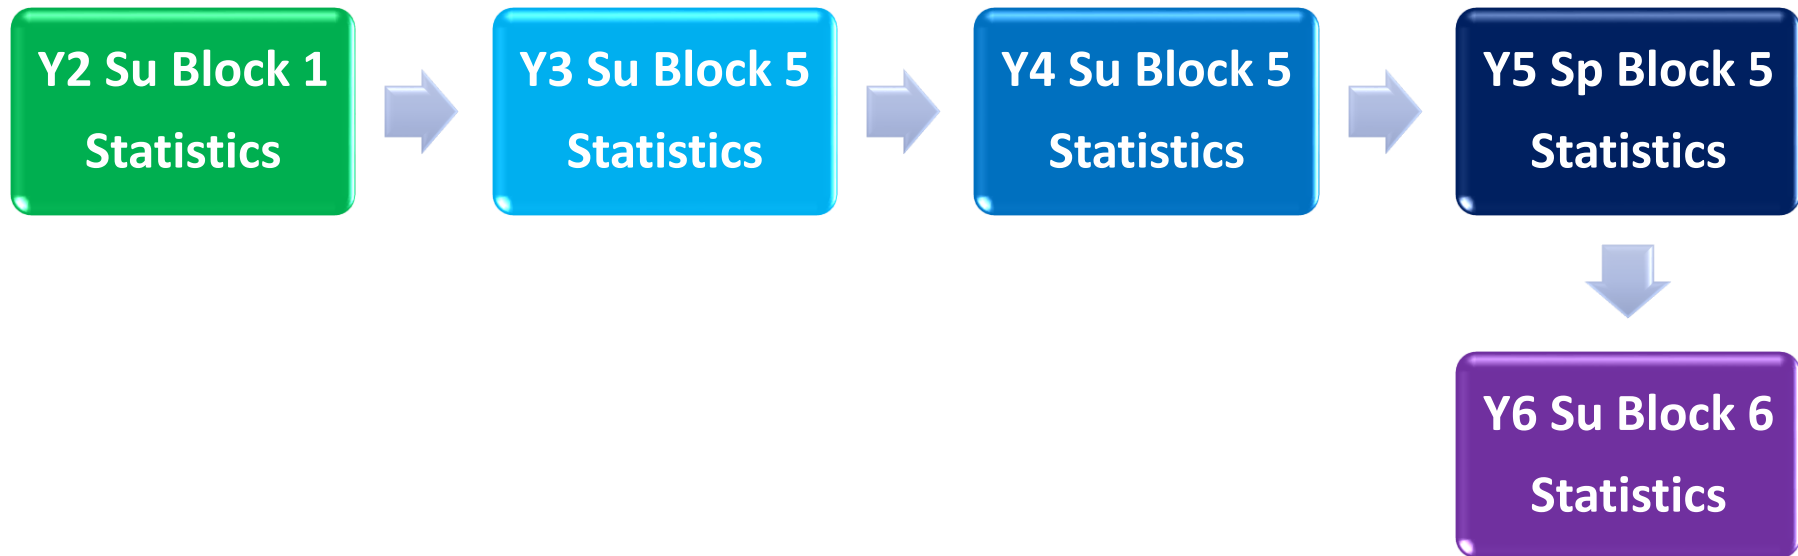 Y2 Su Block 1
Statistics
Y3 Su Block 5
Statistics
Y4 Su Block 5
Statistics
Y5 Sp Block 5
Statistics
Y6 Su Block 6
Statistics